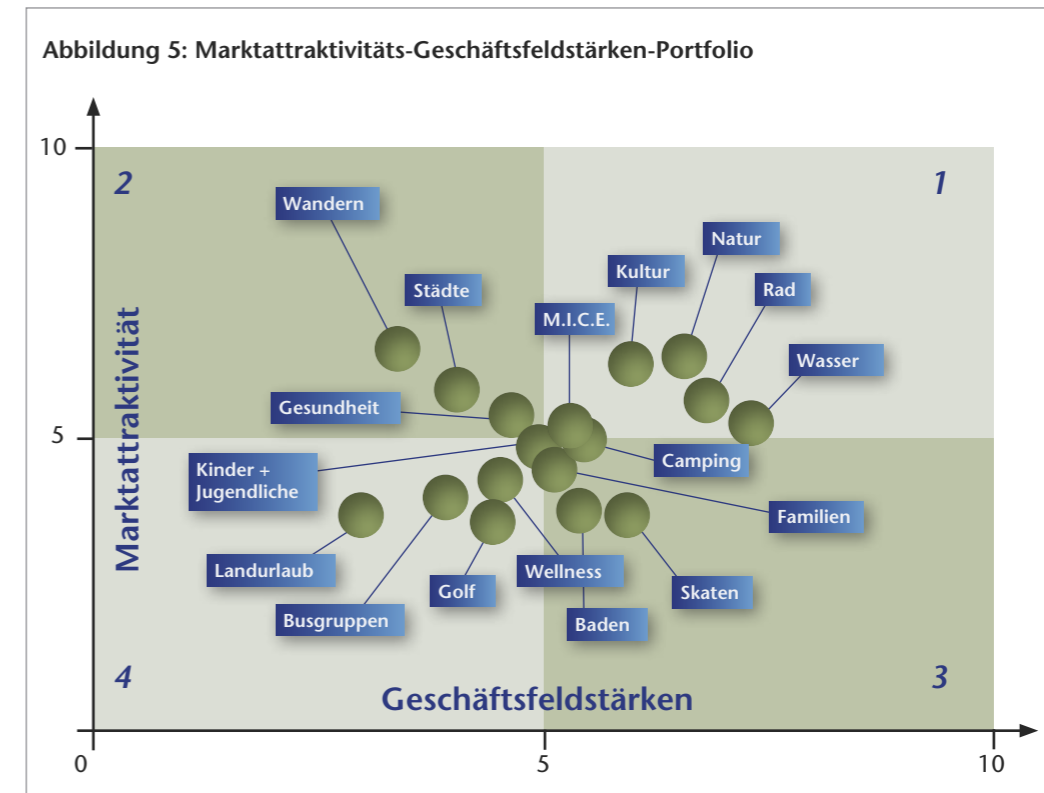 Abbildung 5: Marktattraktivitäts-Geschäftsfeldstärken-Portfolio
10
2
1
Wandern
Natur
Kultur
Städte
Rad
M.I.C.E.
Wasser
Marktattraktivität
Gesundheit
5
Camping
Kinder +
Jugendliche
Familien
Landurlaub
Wellness
Golf
Skaten
Busgruppen
Baden
4
3
Geschäftsfeldstärken
0
5
10